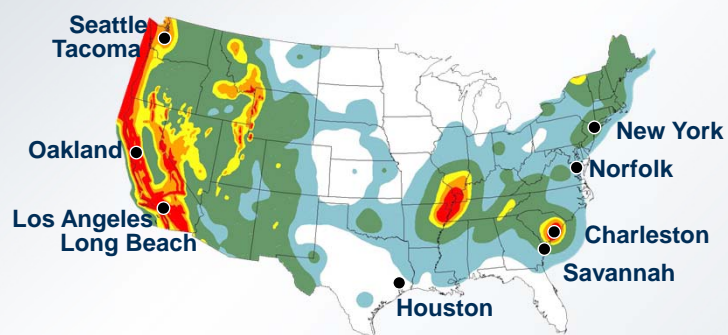 Seattle
Tacoma
Oakland
Los Angeles
Long Beach
New York
Norfolk
Charleston
Savannah
Houston